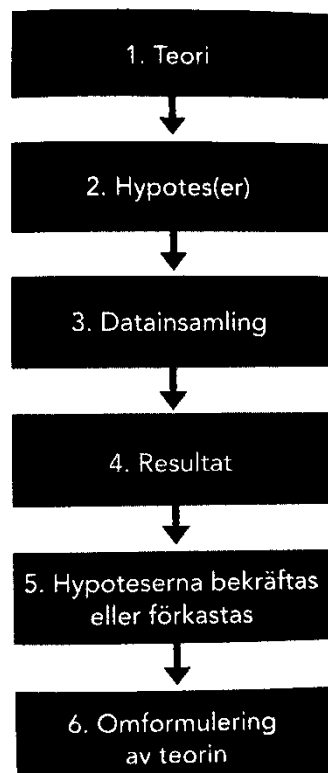 1. Teori
2. Hypotes(er)
3. Datainsamling
4. Resultat
5. Hypoteserna bekräftas
eller förkastas
6. Omformulering
av teorin